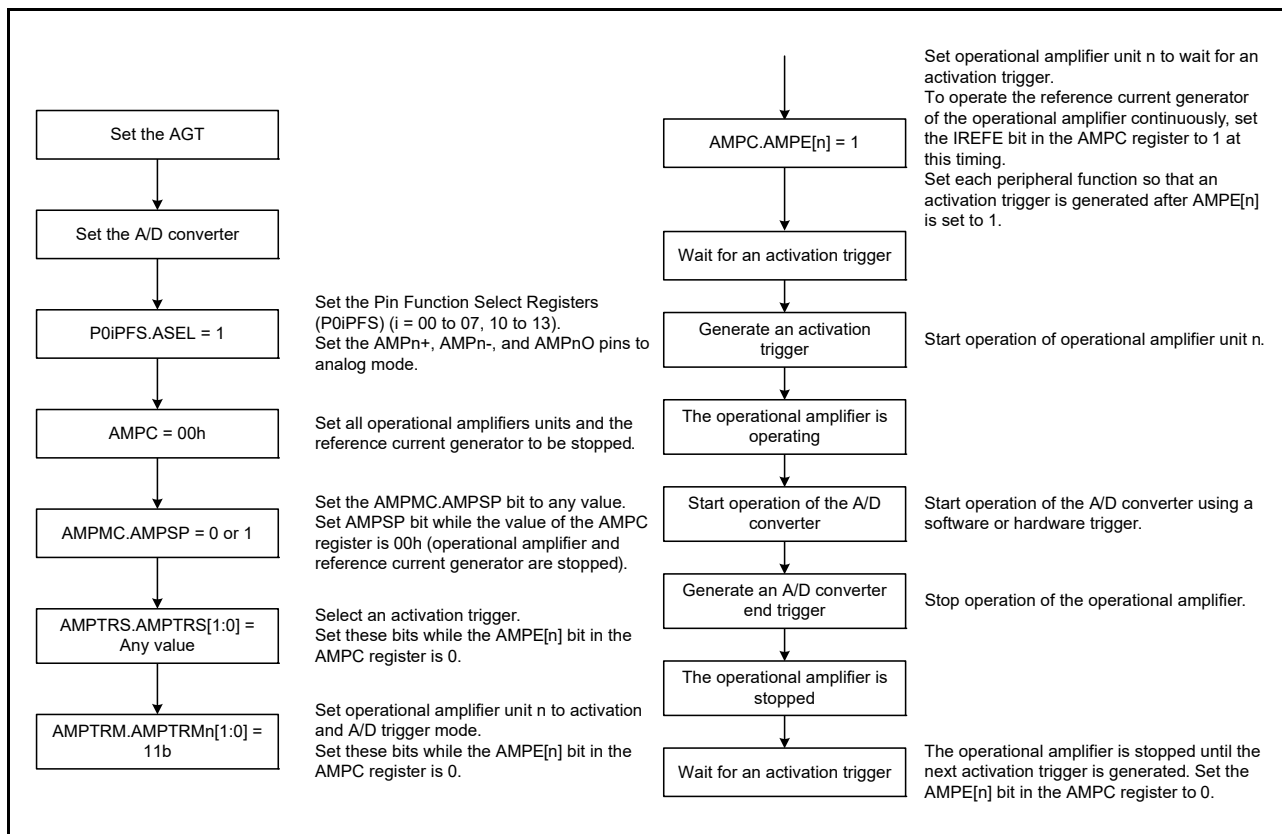 Set the AGT
Set the A/D converter
P0iPFS.ASEL = 1
Set the Pin Function Select Registers
(P0iPFS) (i = 00 to 07, 10 to 13).
Set the AMPn+, AMPn-, and AMPnO pins to
analog mode.
AMPC = 00h
Set all operational amplifiers units and the
reference current generator to be stopped.
AMPMC.AMPSP = 0 or 1
Set the AMPMC.AMPSP bit to any value.
Set AMPSP bit while the value of the AMPC
register is 00h (operational amplifier and
reference current generator are stopped).
AMPTRS.AMPTRS[1:0] =
Any value
Select an activation trigger.
Set these bits while the AMPE[n] bit in the
AMPC register is 0.
AMPTRM.AMPTRMn[1:0] =
11b
Set operational amplifier unit n to activation
and A/D trigger mode.
Set these bits while the AMPE[n] bit in the
AMPC register is 0.
AMPC.AMPE[n] = 1
Set operational amplifier unit n to wait for an
activation trigger.
To operate the reference current generator
of the operational amplifier continuously, set
the IREFE bit in the AMPC register to 1 at
this timing.
Set each peripheral function so that an
activation trigger is generated after AMPE[n]
is set to 1.
Wait for an activation trigger
Generate an activation
trigger
Start operation of operational amplifier unit n.
The operational amplifier is
operating
Start operation of the A/D
converter
Start operation of the A/D converter using a
software or hardware trigger.
Generate an A/D converter
end trigger
Stop operation of the operational amplifier.
The operational amplifier is
stopped
Wait for an activation trigger
The operational amplifier is stopped until the
next activation trigger is generated. Set the
AMPE[n] bit in the AMPC register to 0.